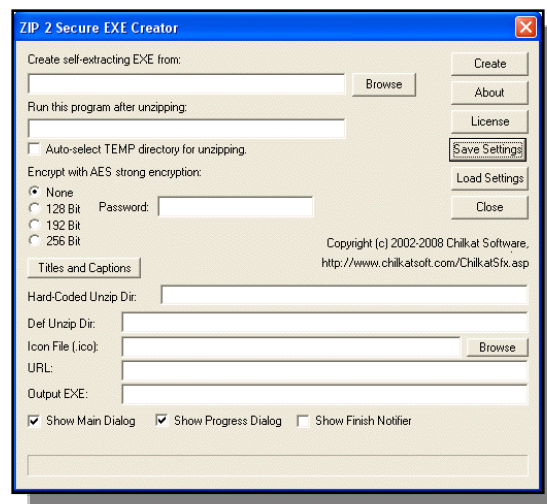 ZIP 2 Secure EXE Creator
Create self-extracting EXE from:
Browse
Create
About
Run this program after unzipping:
License
Auto-select TEMP directory for unzipping.
Save Settings
Encrypt with AES strong encryption:
Load Settings
None
128 Bit Password:
Close
192 Bit
256 Bit
Copyright (c) 2002-2008 Chilkat Software,
http://www.chilkatsoft.com/ChilkatSfx.asp
Titles and Captions
Hard-Coded Unzip Dir:
Def Unzip Dir:
Icon File (.ico):
Browse
URL:
Output EXE:
Show Main Dialog Show Progress Dialog Show Finish Notifier